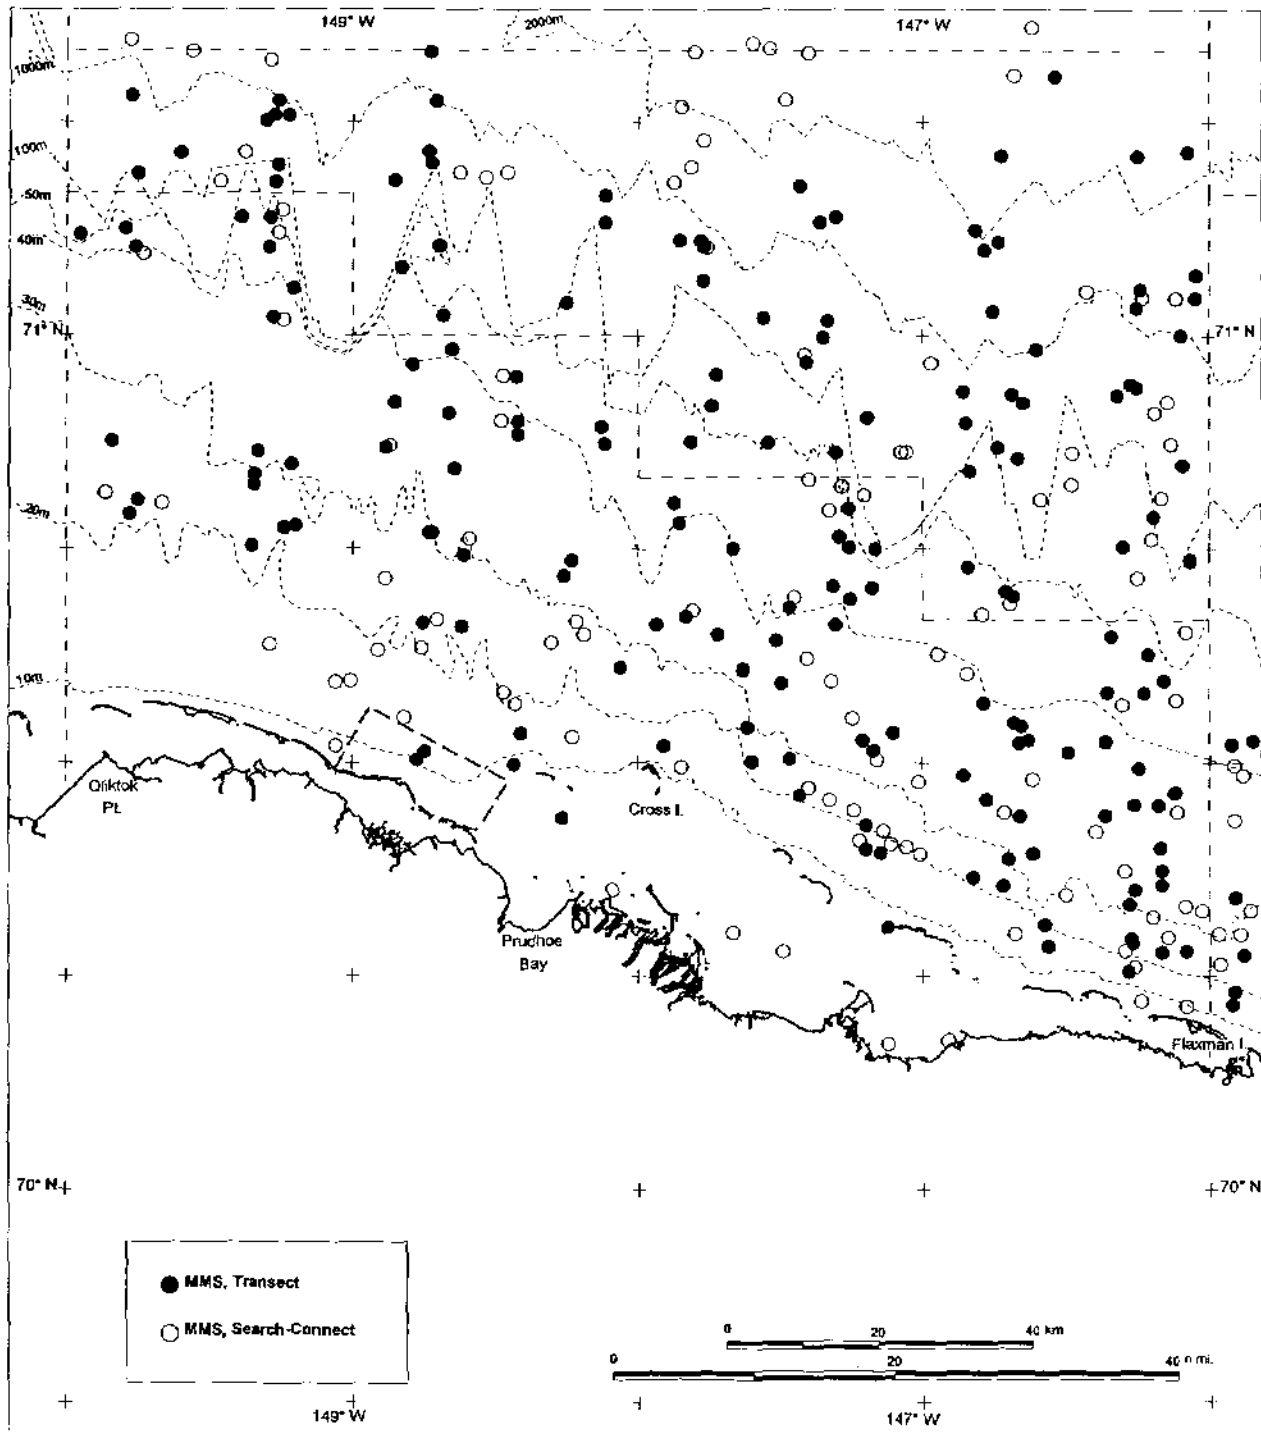 149° W
2000m
147° W
1000m
100m
50m
40m
30m
71° N
71° N
20m
10m
Oliktok
Pt.
Cross I.
Prudhoe
Bay
Flaxman I.
70° N
70° N
MMS, Transect
MMS, Search-Connect
0 20 40 km
0 20 40 n mi.
149° W
147° W